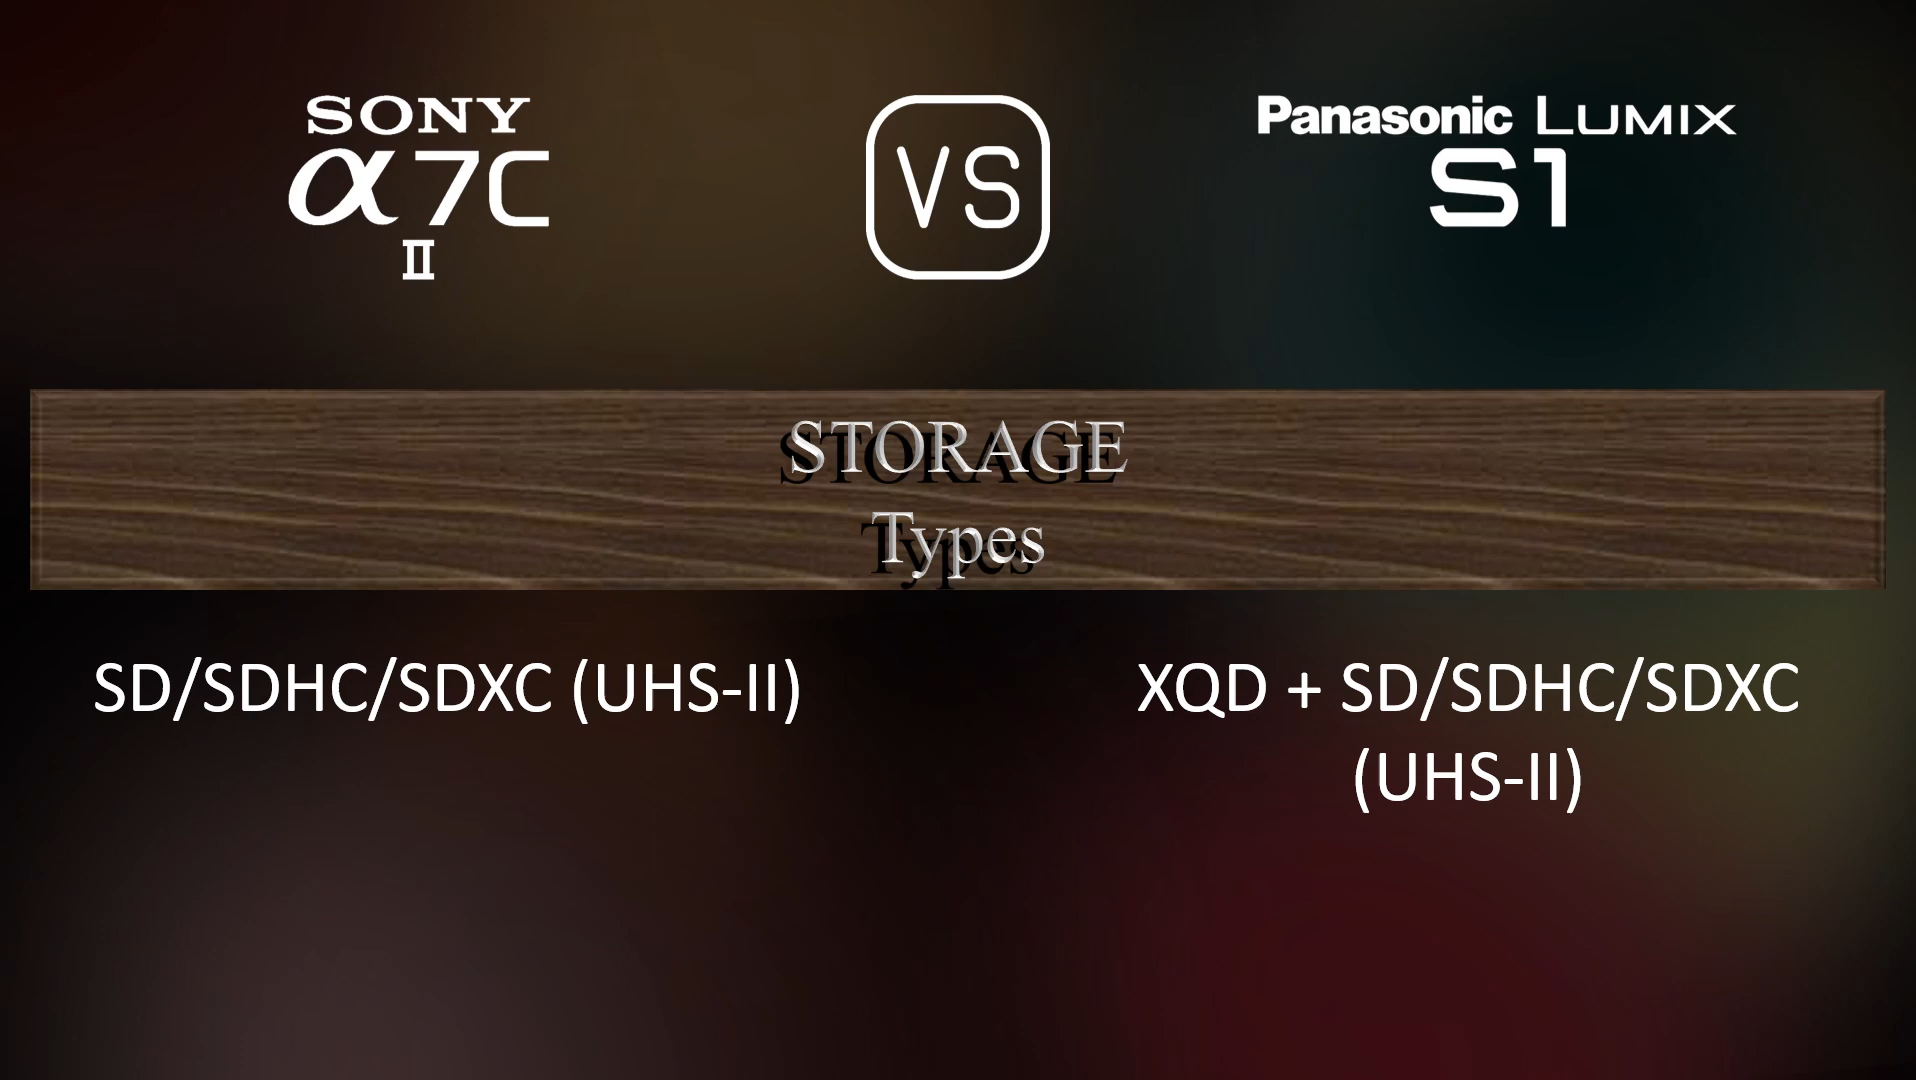 SONY
α7C
II
VS
Panasonic LUMIX
S1
STORAGE
Types
SD/SDHC/SDXC (UHS-II)
XQD + SD/SDHC/SDXC
(UHS-II)